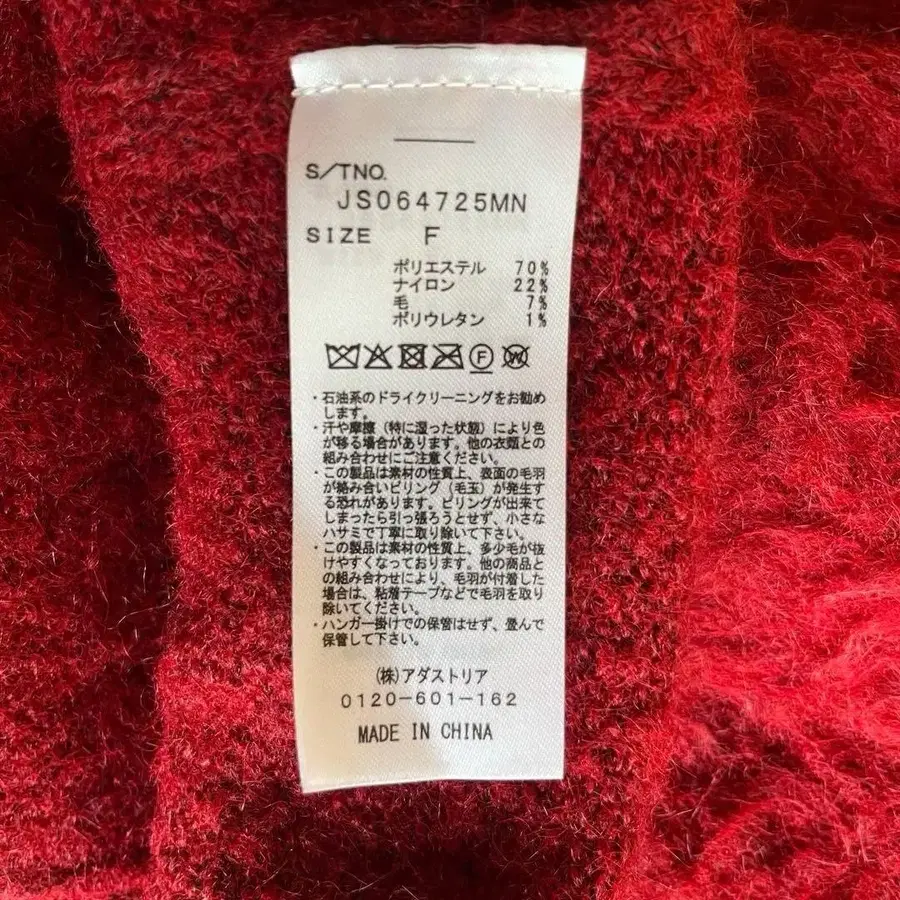 S/TNO.
JS064725MN
SIZE F
ポリエステル 70%
ナイロン 22%
毛 7%
ポリウレタン 1%
F W
・石油系のドライクリーニングをお勧め
します。
・汗や摩擦（特に湿った状態）により色
が移る場合があります。他の衣類との
組み合わせにご注意ください。
・この製品は素材の性質上、表面の毛羽
が絡み合いピリング（毛玉）が発生す
る恐れがあります。ピリングが出来て
しまったら引っ張ろうとせず、小さな
ハサミで丁寧に取り除いて下さい。
・この製品は素材の性質上、多少毛が抜
けやすくなっております。他の商品と
の組み合わせにより、毛羽が付着した
場合は、粘着テープなどで毛羽を取り
除いてください。
・ハンガー掛けでの保管はせず、畳んで
保管して下さい。
(株)アダストリア
0120-601-162
MADE IN CHINA